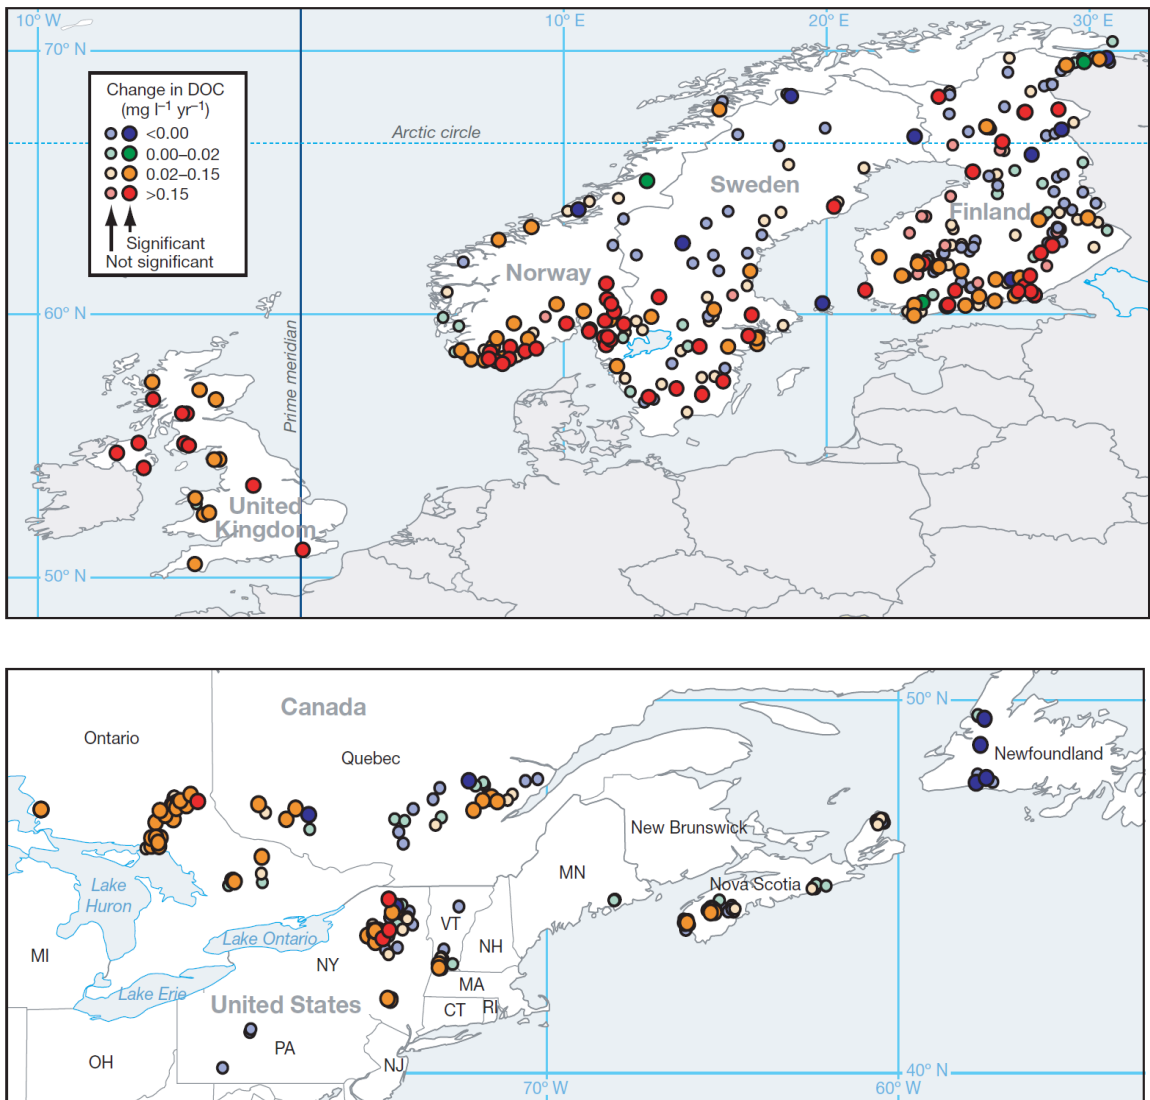 10° W
10° E
20° E
30° E
70° N
Change in DOC
(mg l⁻¹ yr⁻¹)
<0.00
0.00–0.02
0.02–0.15
>0.15
Significant
Not significant
Arctic circle
Sweden
Finland
Norway
60° N
Prime meridian
United
Kingdom
50° N
Canada
50° N
Ontario
Quebec
Newfoundland
New Brunswick
MN
Nova Scotia
Lake
Huron
Lake Ontario
VT
NH
MI
NY
MA
Lake Erie
United States
CT
RI
PA
OH
NJ
40° N
70° W
60° W